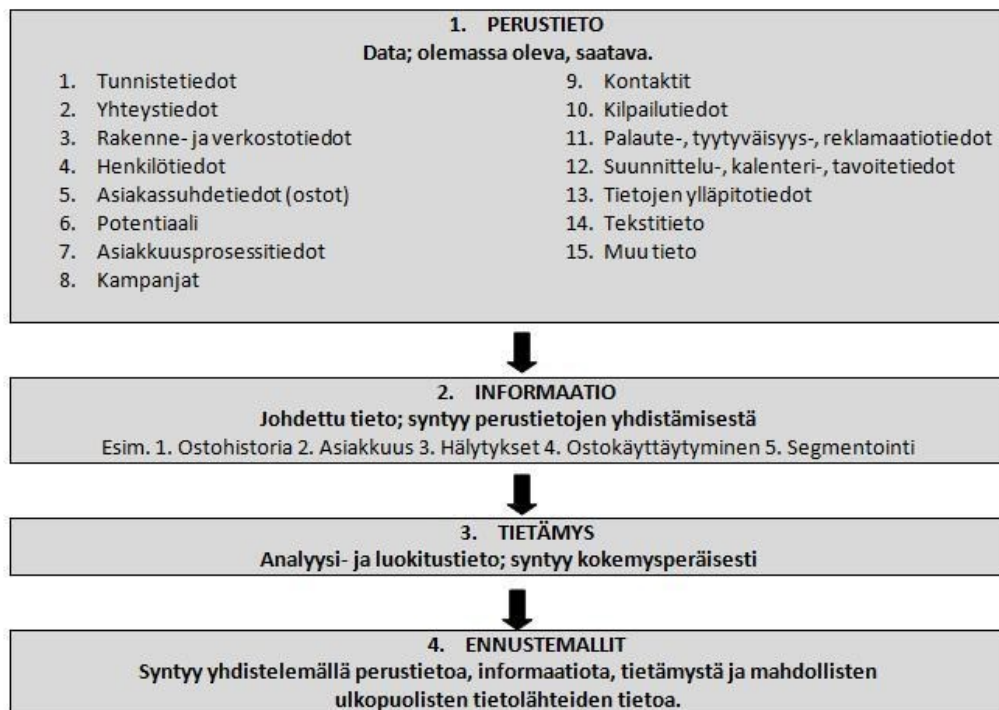 1. PERUSTIETO
Data; olemassa oleva, saatava.
1. Tunnistetiedot
2. Yhteystiedot
3. Rakenne- ja verkostotiedot
4. Henkilötiedot
5. Asiakassuhdetiedot (ostot)
6. Potentiaali
7. Asiakkuusprosessitiedot
8. Kampanjat
9. Kontaktit
10. Kilpailutiedot
11. Palaute-, tyytyväisyys-, reklamaatiotiedot
12. Suunnittelu-, kalenteri-, tavoitetiedot
13. Tietojen ylläpitotiedot
14. Tekstitieto
15. Muu tieto
2. INFORMAATIO
Johdettu tieto; syntyy perustietojen yhdistämisestä
Esim. 1. Ostohistoria 2. Asiakkuus 3. Hälytykset 4. Ostokäyttäytyminen 5. Segmentointi
3. TIETÄMYS
Analyysi- ja luokitustieto; syntyy kokemysperäisesti
4. ENNUSTEMALLIT
Syntyy yhdistelemällä perustietoa, informaatiota, tietämystä ja mahdollisten
ulkopuolisten tietolähteiden tietoa.